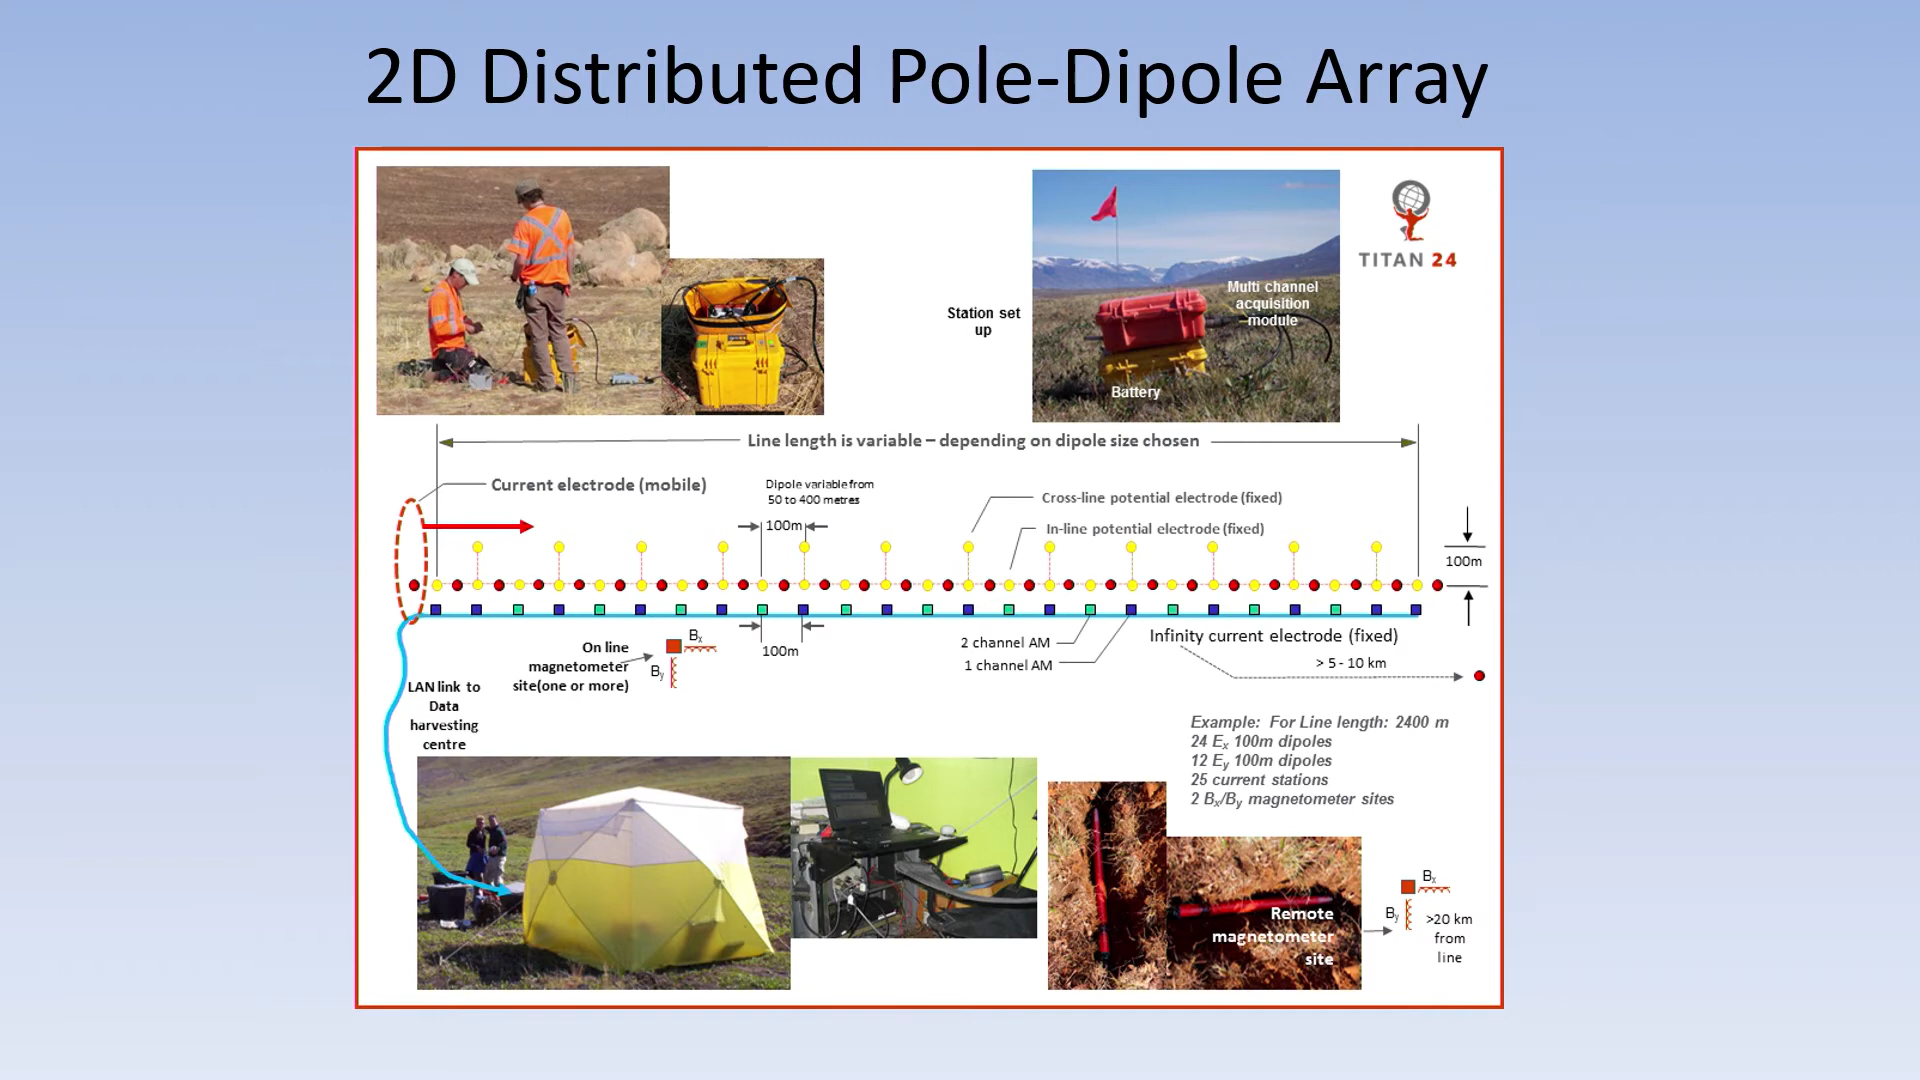 2D Distributed Pole-Dipole Array
TITAN 24
Station set
up
Multi channel
acquisition
module
Battery
Line length is variable – depending on dipole size chosen
Current electrode (mobile)
Dipole variable from
50 to 400 metres
100m
Cross-line potential electrode (fixed)
In-line potential electrode (fixed)
100m
On line
magnetometer
site(one or more)
Bx
By
100m
2 channel AM
1 channel AM
Infinity current electrode (fixed)
> 5 - 10 km
LAN link to
Data
harvesting
centre
Example: For Line length: 2400 m
24 Ex 100m dipoles
12 Ey 100m dipoles
25 current stations
2 Bx/By magnetometer sites
Remote
magnetometer
site
Bx
By
>20 km
from
line